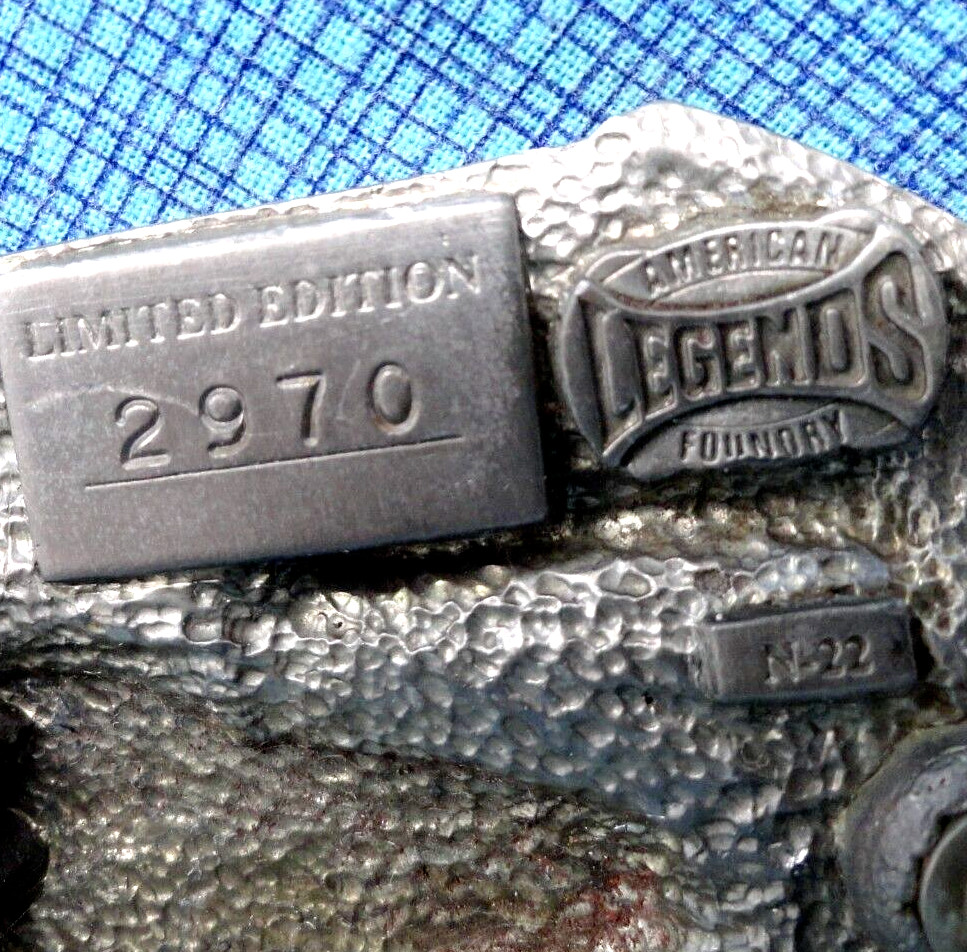 LIMITED EDITION
2970
AMERICAN
LEGENDS
FOUNDRY
N-22